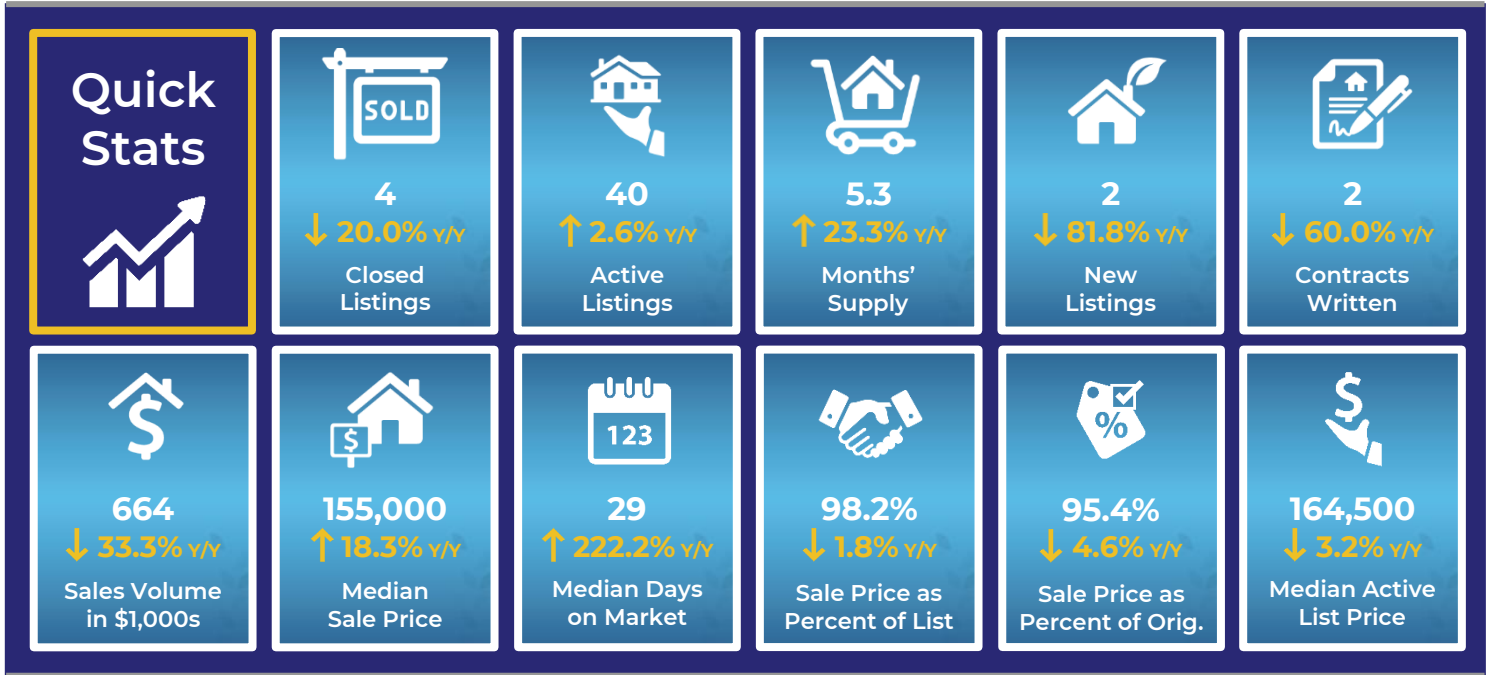 Quick
Stats
SOLD
4
↓ 20.0% Y/Y
Closed
Listings
40
↑ 2.6% Y/Y
Active
Listings
5.3
↑ 23.3% Y/Y
Months’
Supply
2
↓ 81.8% Y/Y
New
Listings
2
↓ 60.0% Y/Y
Contracts
Written
$
664
↓ 33.3% Y/Y
Sales Volume
in $1,000s
$
155,000
↑ 18.3% Y/Y
Median
Sale Price
123
29
↑ 222.2% Y/Y
Median Days
on Market
98.2%
↓ 1.8% Y/Y
Sale Price as
Percent of List
%
95.4%
↓ 4.6% Y/Y
Sale Price as
Percent of Orig.
$
164,500
↓ 3.2% Y/Y
Median Active
List Price